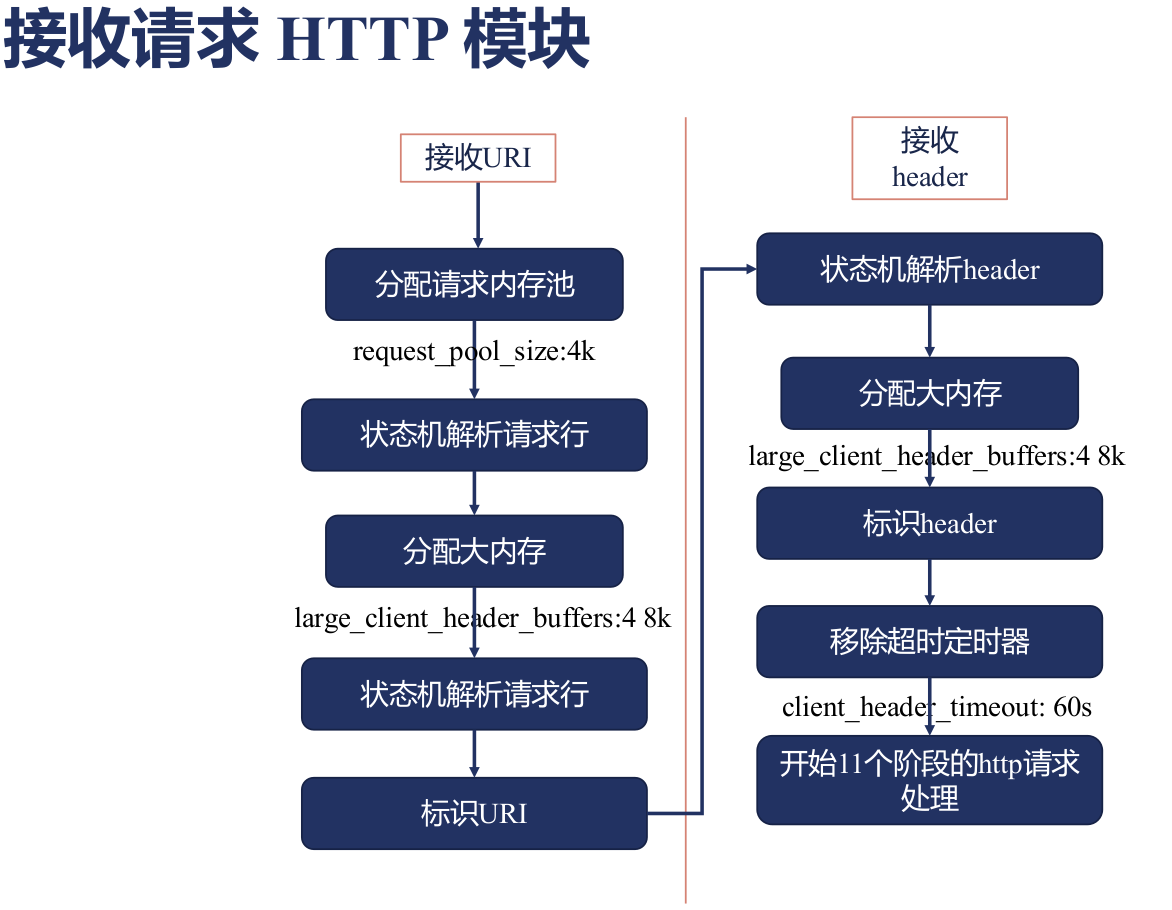 接收请求 HTTP 模块
接收URI
分配请求内存池
request_pool_size:4k
状态机解析请求行
分配大内存
large_client_header_buffers:4 8k
状态机解析请求行
标识URI
接收
header
状态机解析header
分配大内存
large_client_header_buffers:4 8k
标识header
移除超时定时器
client_header_timeout: 60s
开始11个阶段的http请求
处理